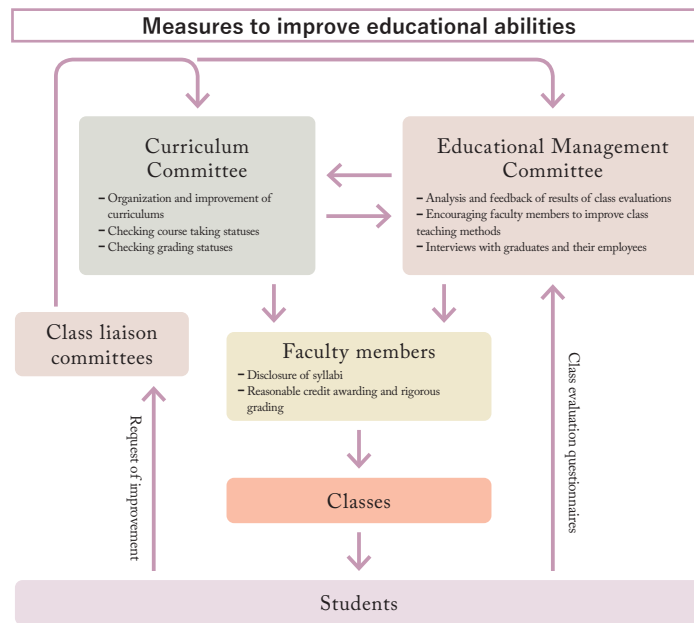 Measures to improve educational abilities
Curriculum
Committee
– Organization and improvement of
curriculums
– Checking course taking statuses
– Checking grading statuses
Educational Management
Committee
– Analysis and feedback of results of class evaluations
– Encouraging faculty members to improve class
teaching methods
– Interviews with graduates and their employees
Class liaison
committees
Faculty members
– Disclosure of syllabi
– Reasonable credit awarding and rigorous
grading
Request of improvement
Class evaluation questionnaires
Classes
Students